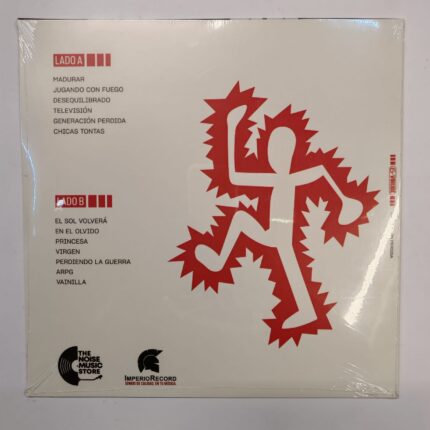 LADO A
MADURAR
JUGANDO CON FUEGO
DESEQUILIBRADO
TELEVISIÓN
GENERACIÓN PERDIDA
CHICAS TONTAS
LADO B
EL SOL VOLVERÁ
EN EL OLVIDO
PRINCESA
VIRGEN
PERDIENDO LA GUERRA
ARPG
VAINILLA
THE
NOISE
MUSIC
STORE
IMPERIORECORD